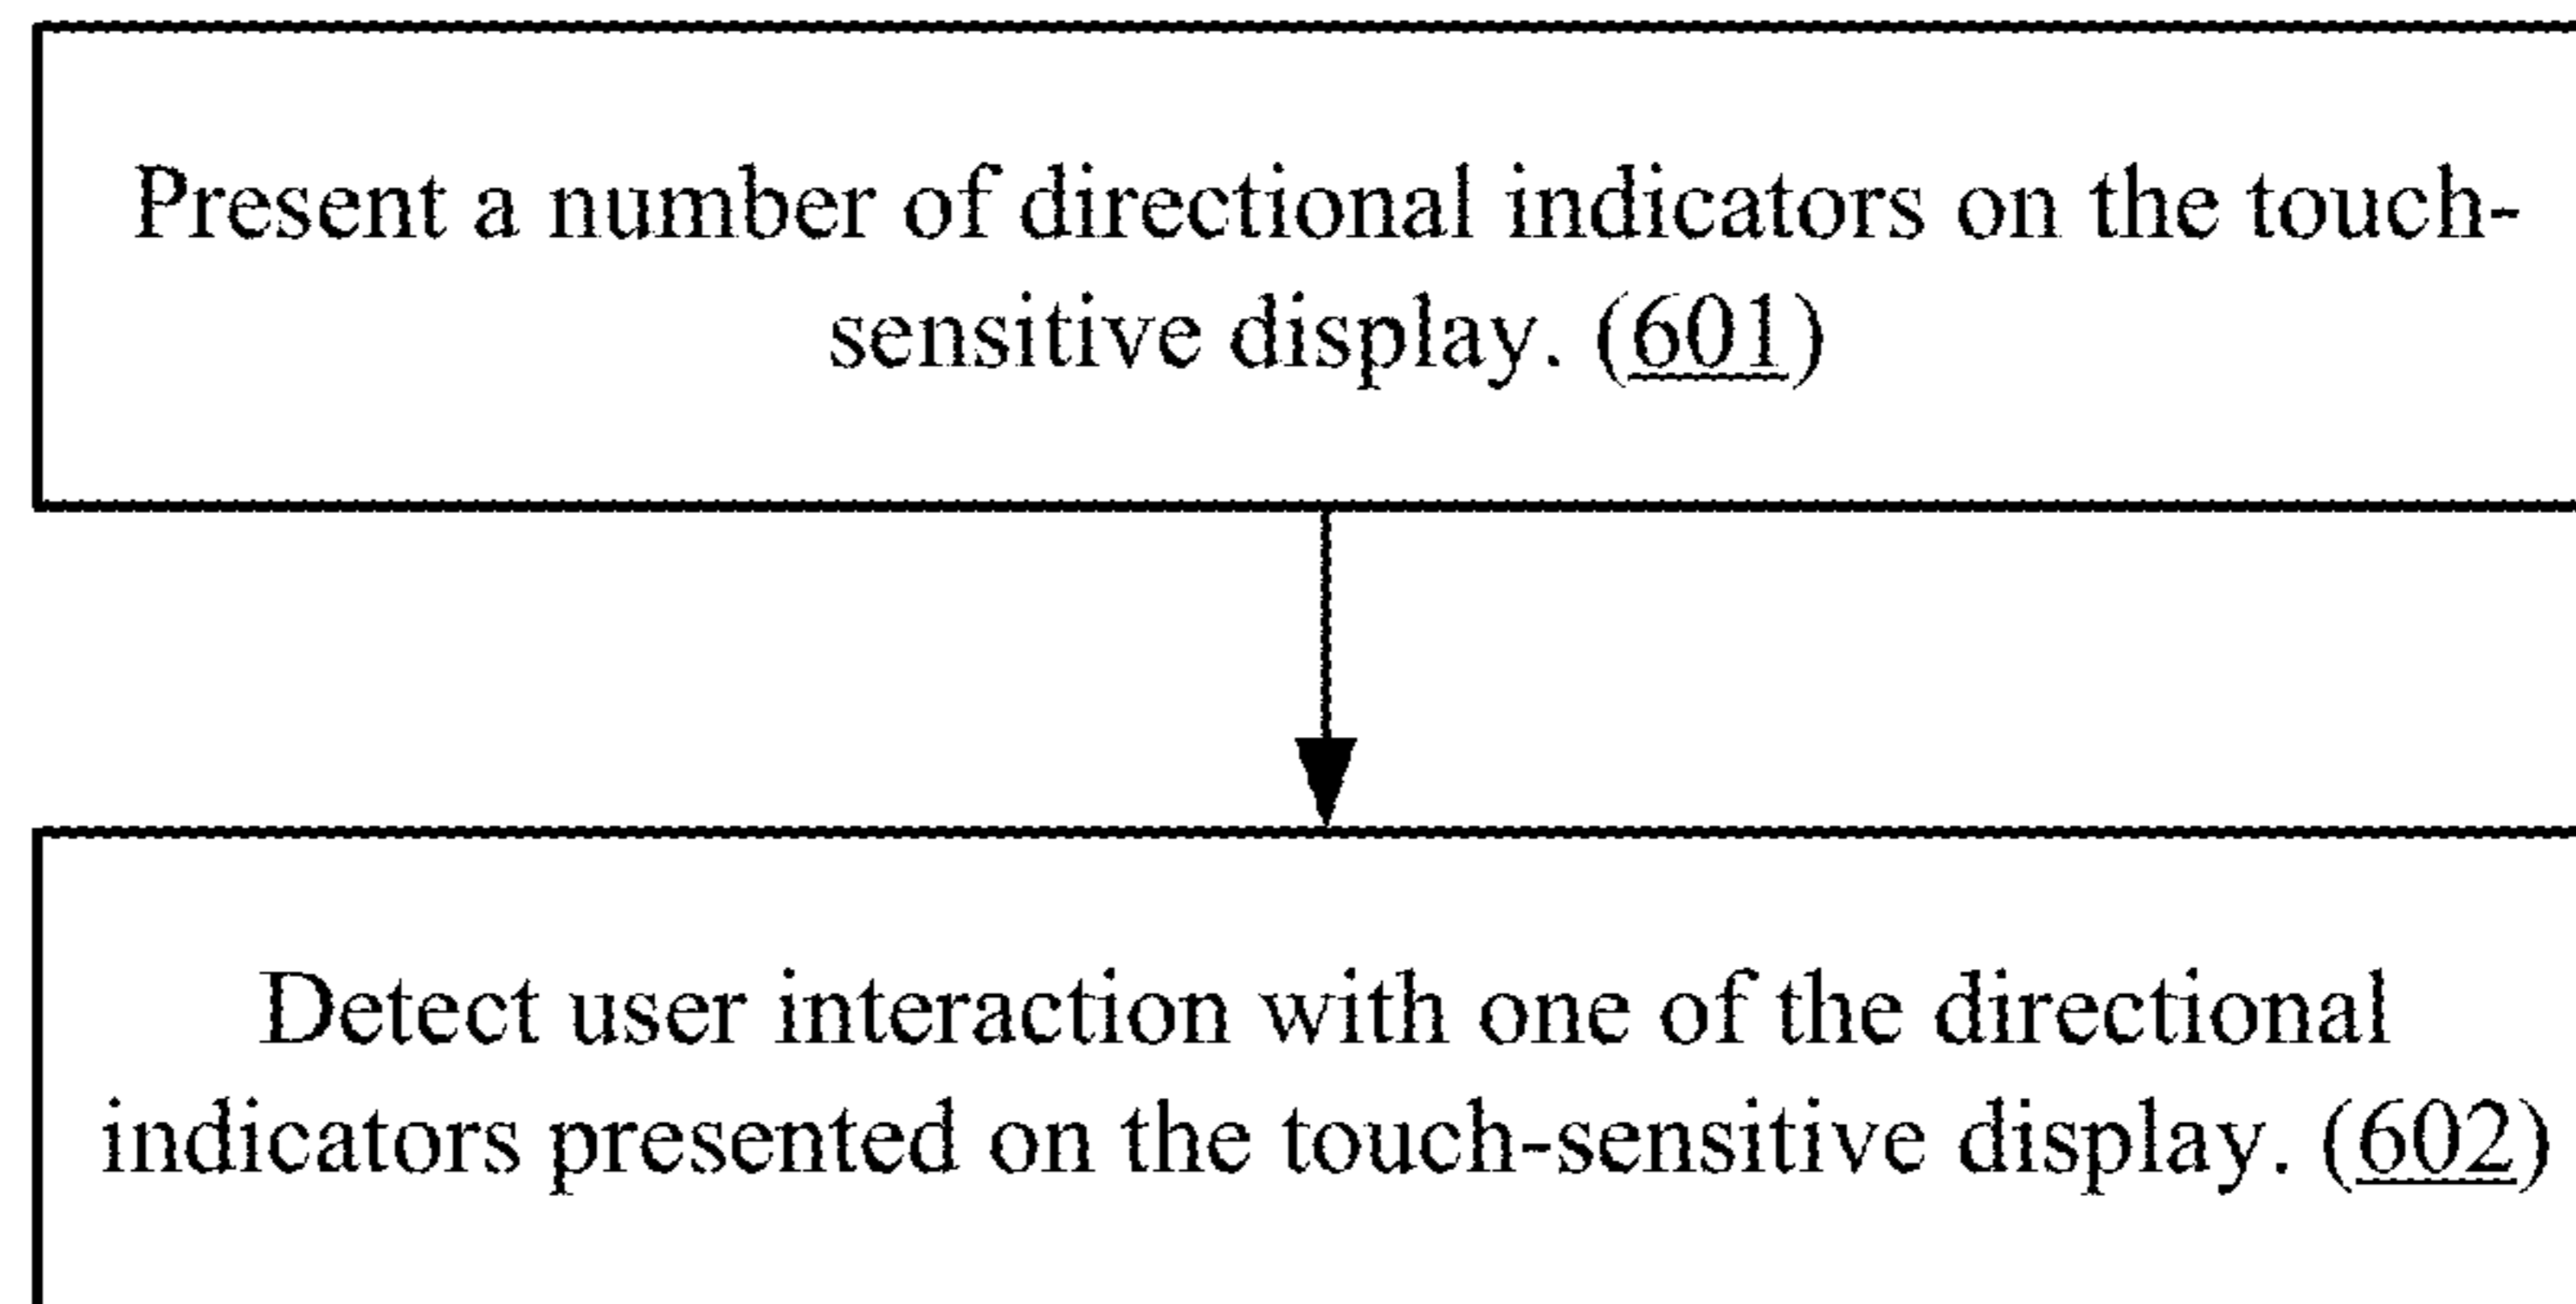 Present a number of directional indicators on the touch-
sensitive display. (601)
Detect user interaction with one of the directional
indicators presented on the touch-sensitive display. (602)